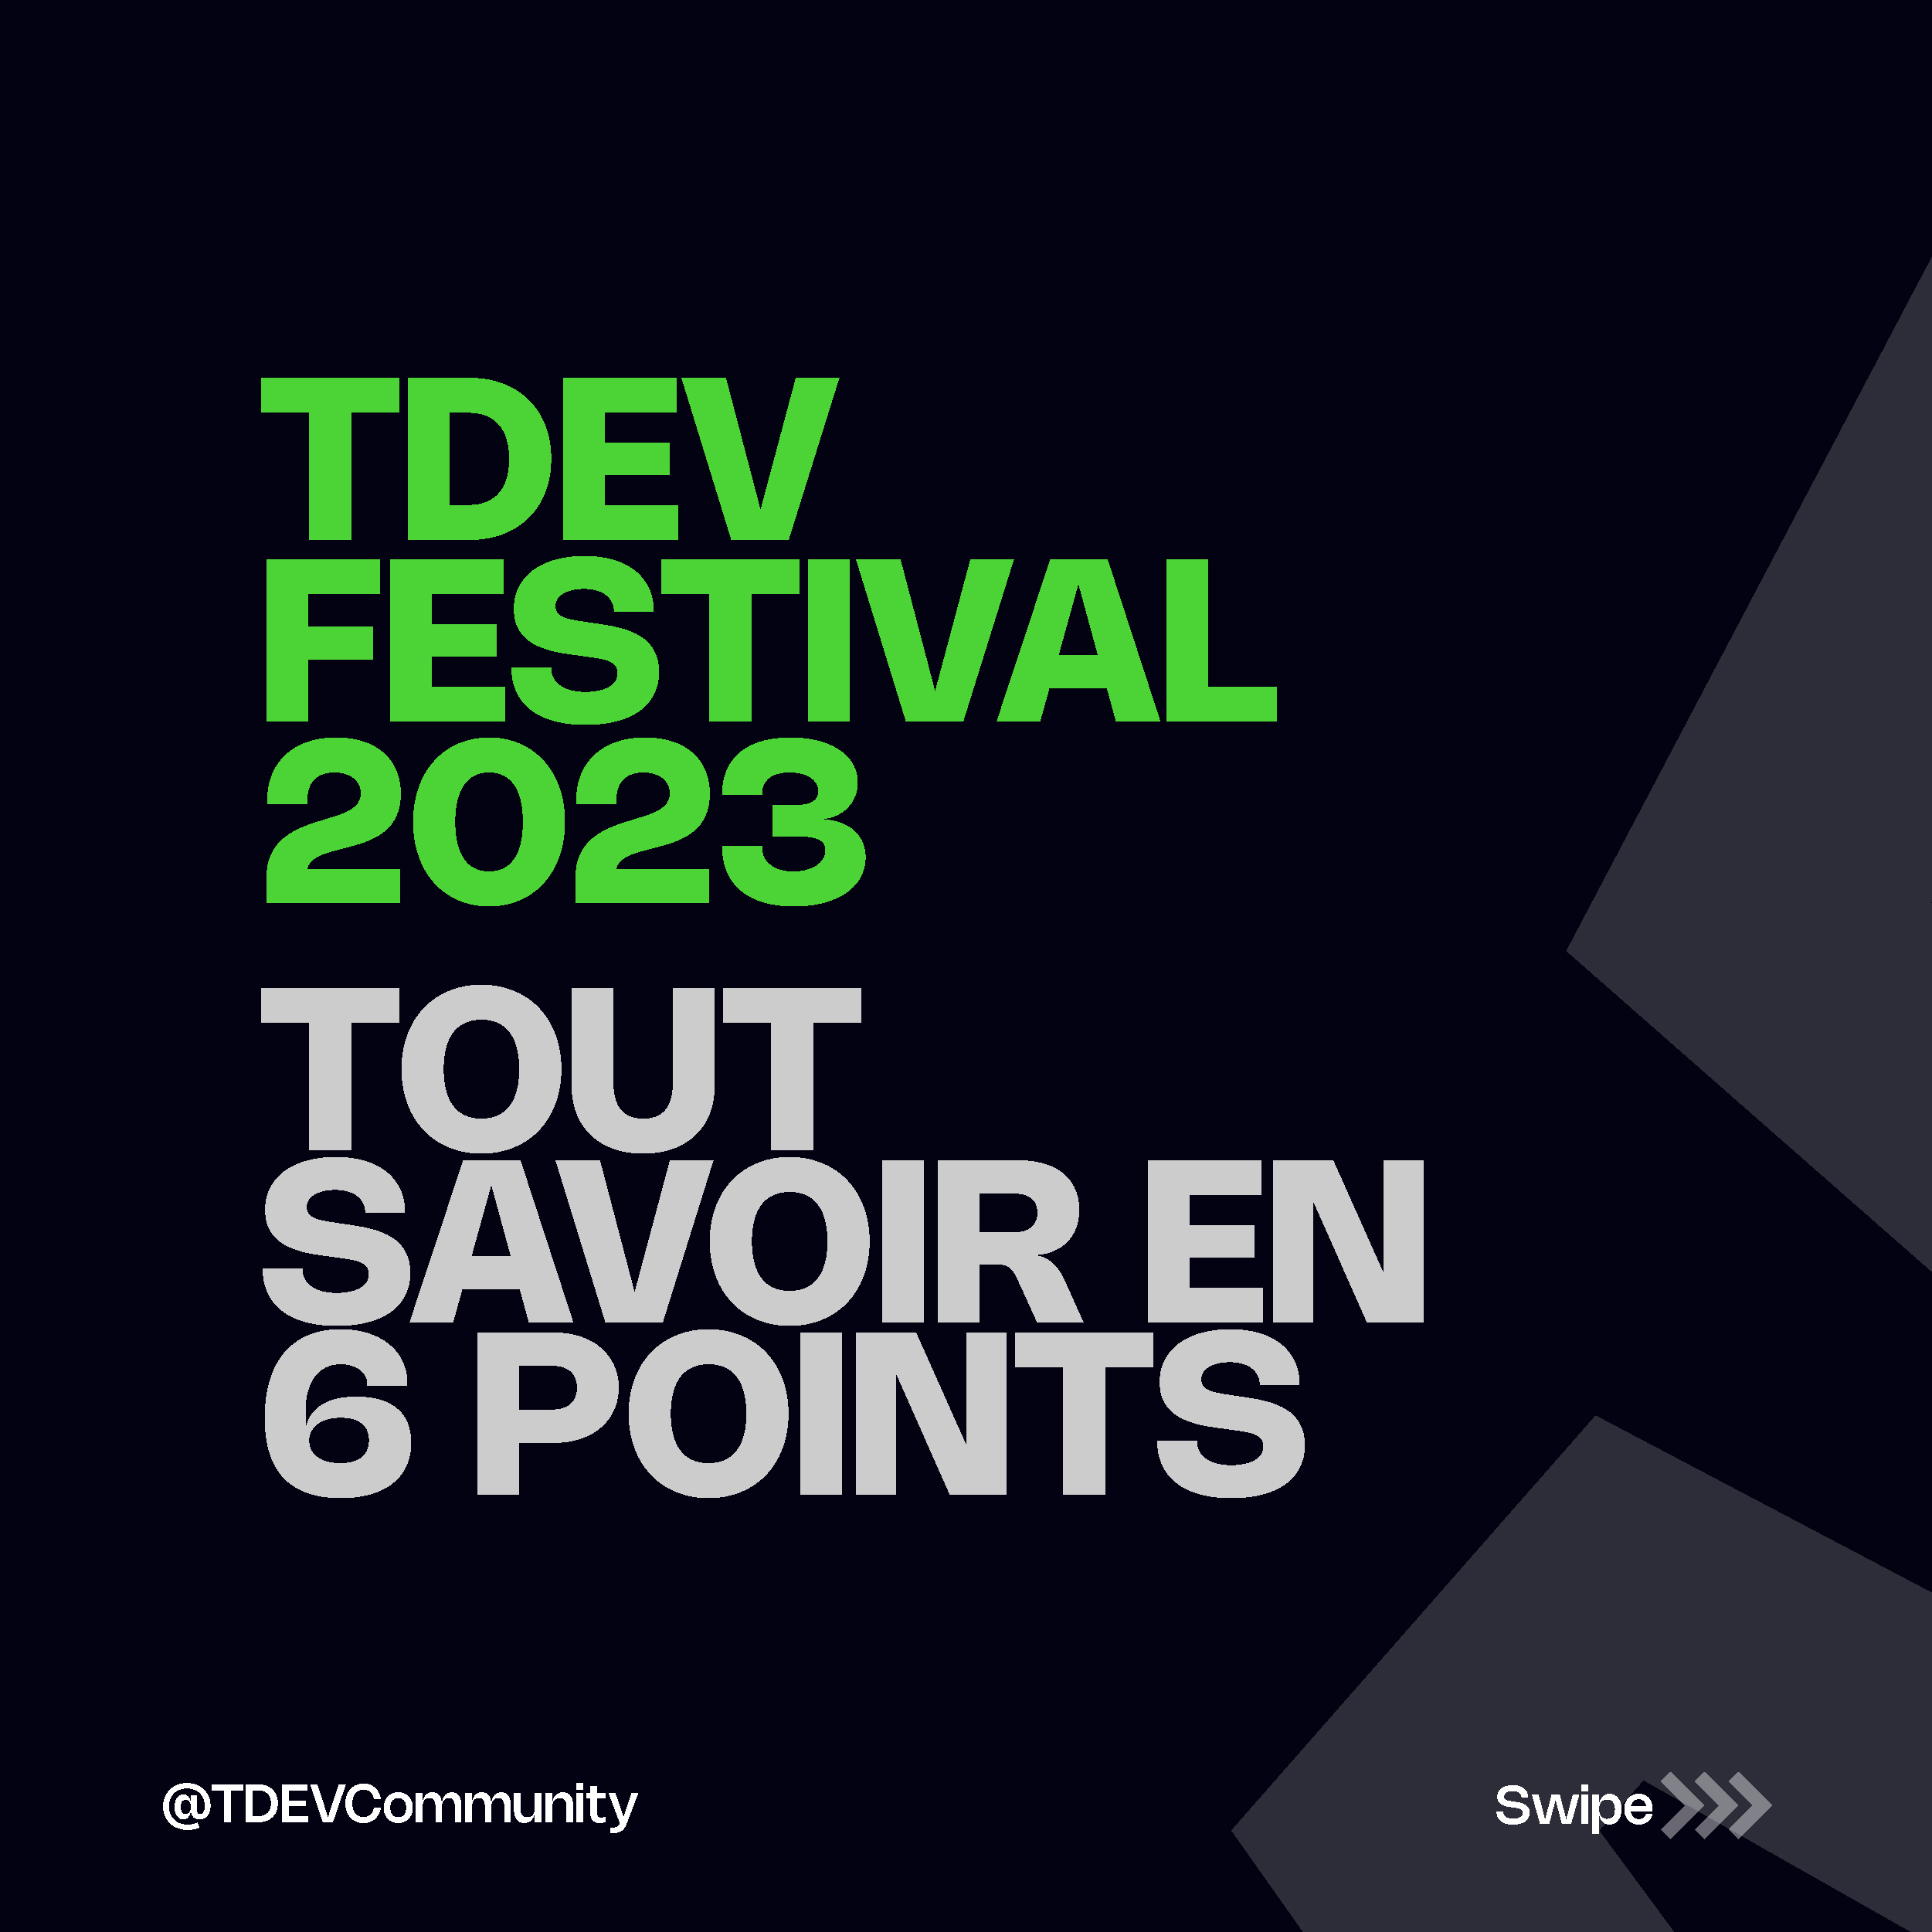 TDEV
FESTIVAL
2023
TOUT
SAVOIR EN
6 POINTS
@TDEVCommunity
Swipe